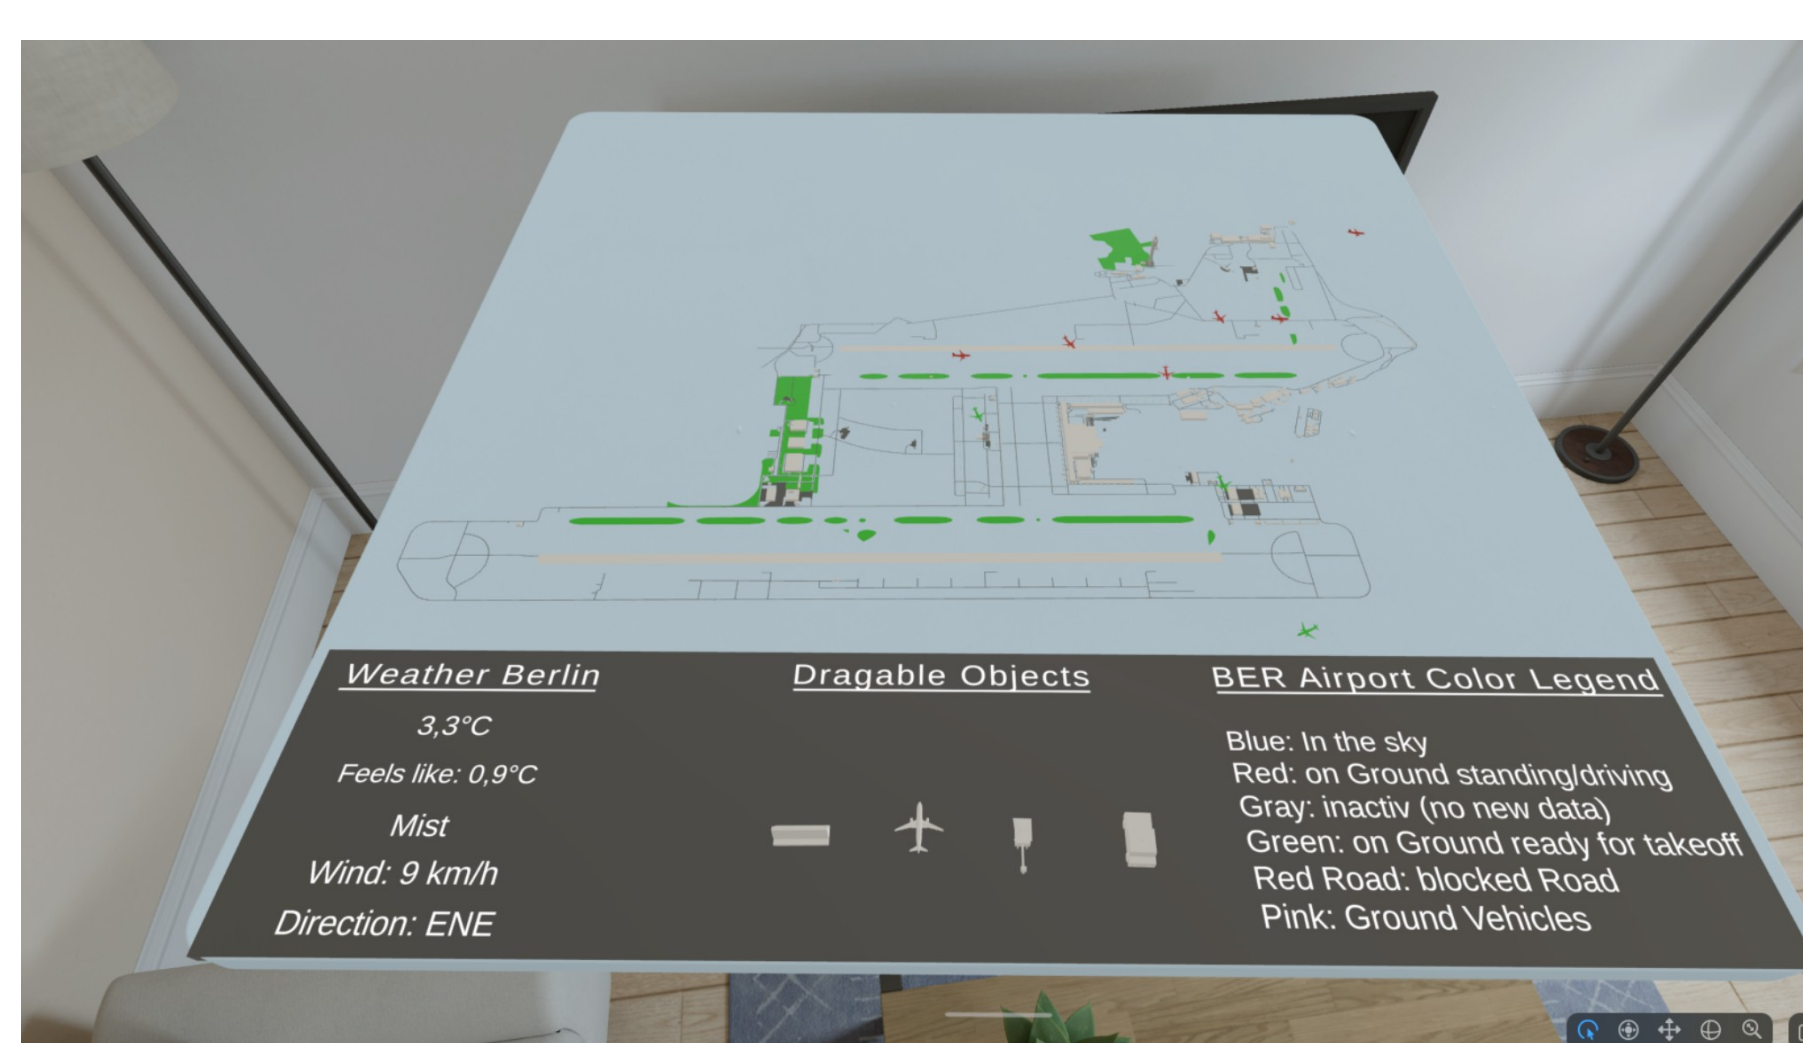 Weather Berlin
3,3°C
Feels like: 0,9°C
Mist
Wind: 9 km/h
Direction: ENE
Dragable Objects
BER Airport Color Legend
Blue: In the sky
Red: on Ground standing/driving
Gray: inactiv (no new data)
Green: on Ground ready for takeoff
Red Road: blocked Road
Pink: Ground Vehicles